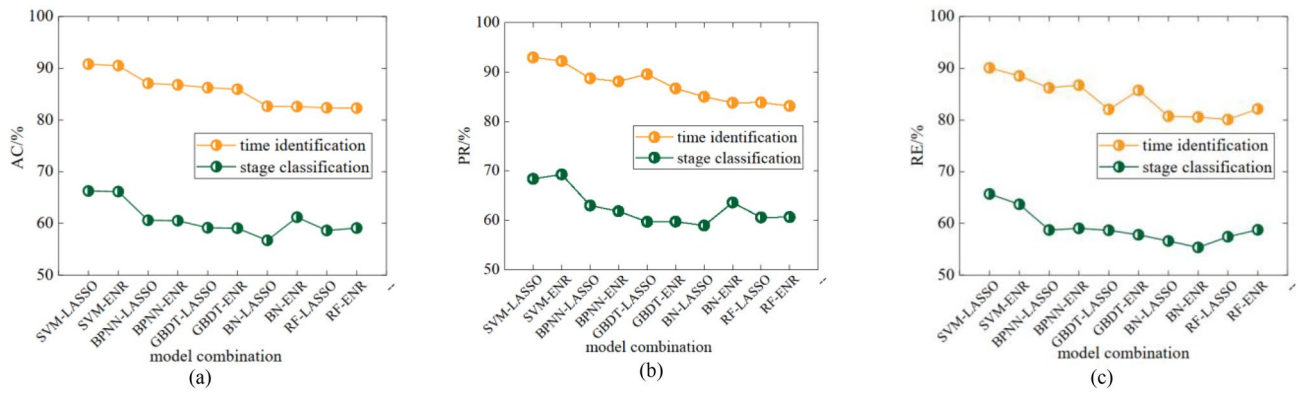 100
90
80
70
60
50
AC/%
time identification
stage classification
SVM-LASSO
SVM-ENR
BPNN-LASSO
BPNN-ENR
GBDT-LASSO
GBDT-ENR
BN-LASSO
BN-ENR
RF-LASSO
RF-ENR
--
model combination
(a)
100
90
80
70
60
50
PR/%
time identification
stage classification
SVM-LASSO
SVM-ENR
BPNN-LASSO
BPNN-ENR
GBDT-LASSO
GBDT-ENR
BN-LASSO
BN-ENR
RF-LASSO
RF-ENR
--
model combination
(b)
100
90
80
70
60
50
RE/%
time identification
stage classification
SVM-LASSO
SVM-ENR
BPNN-LASSO
BPNN-ENR
GBDT-LASSO
GBDT-ENR
BN-LASSO
BN-ENR
RF-LASSO
RF-ENR
--
model combination
(c)